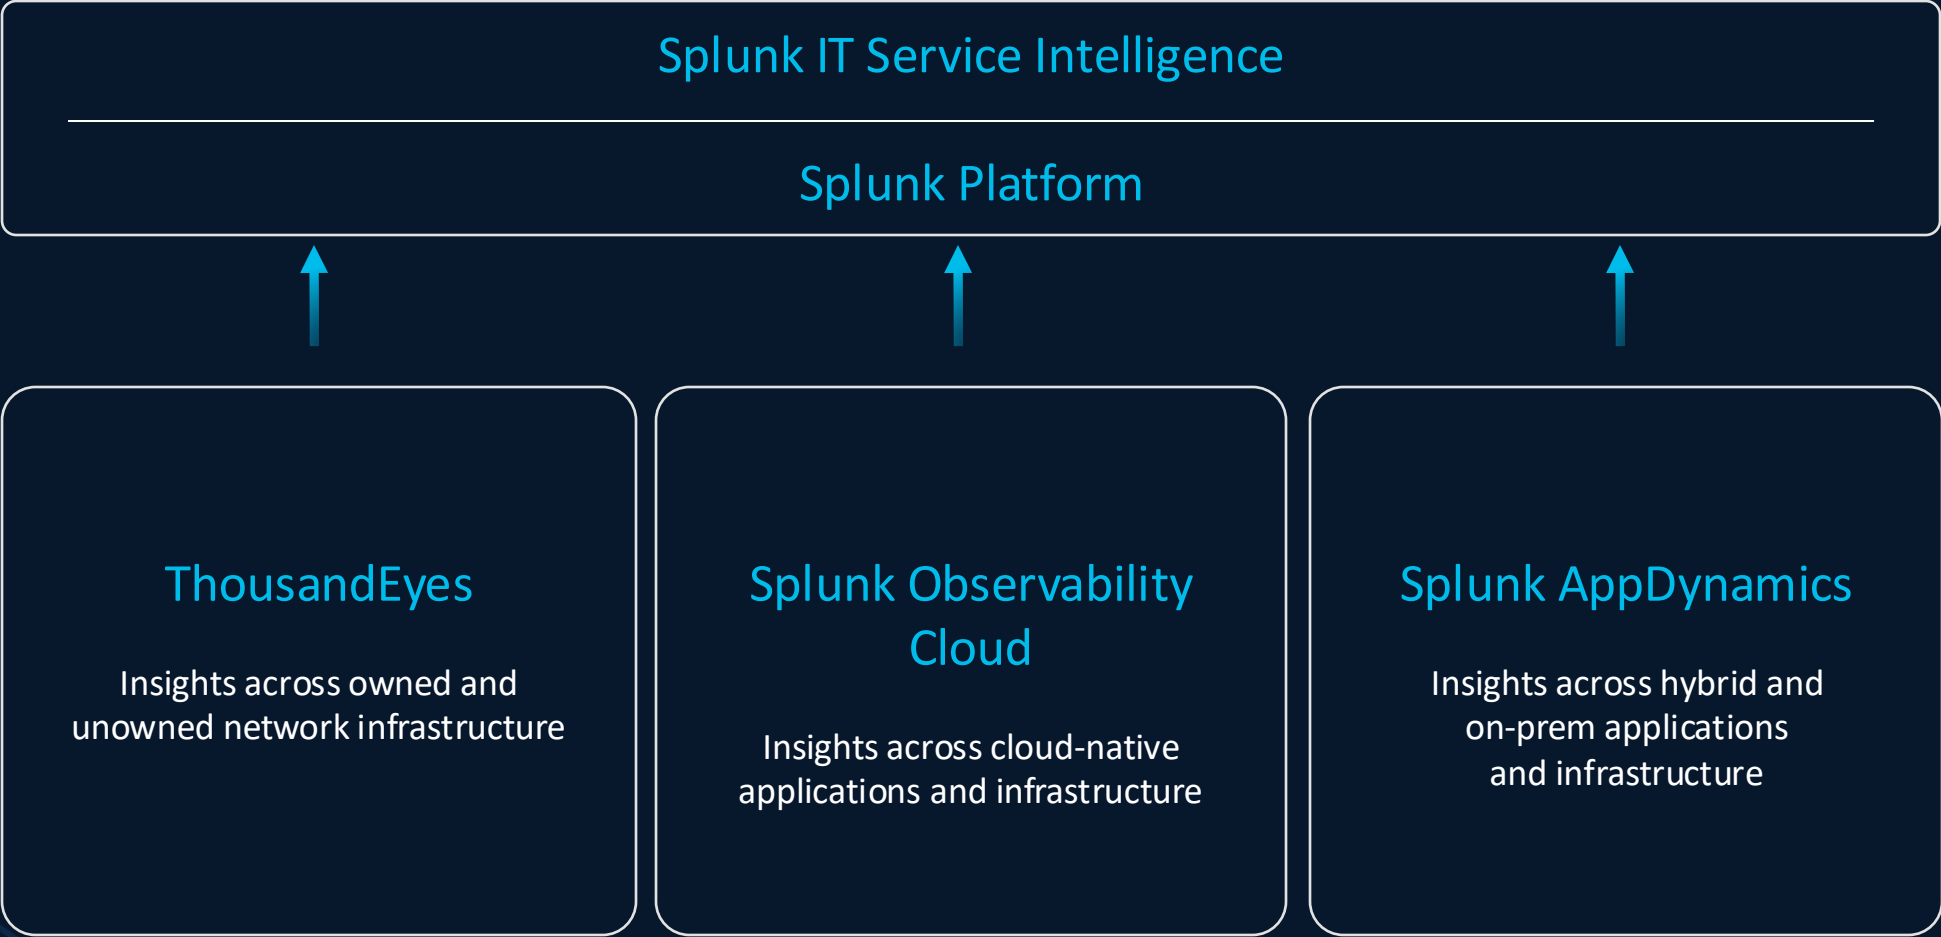 Splunk IT Service Intelligence
Splunk Platform
ThousandEyes
Insights across owned and
unowned network infrastructure
Splunk Observability
Cloud
Insights across cloud-native
applications and infrastructure
Splunk AppDynamics
Insights across hybrid and
on-prem applications
and infrastructure